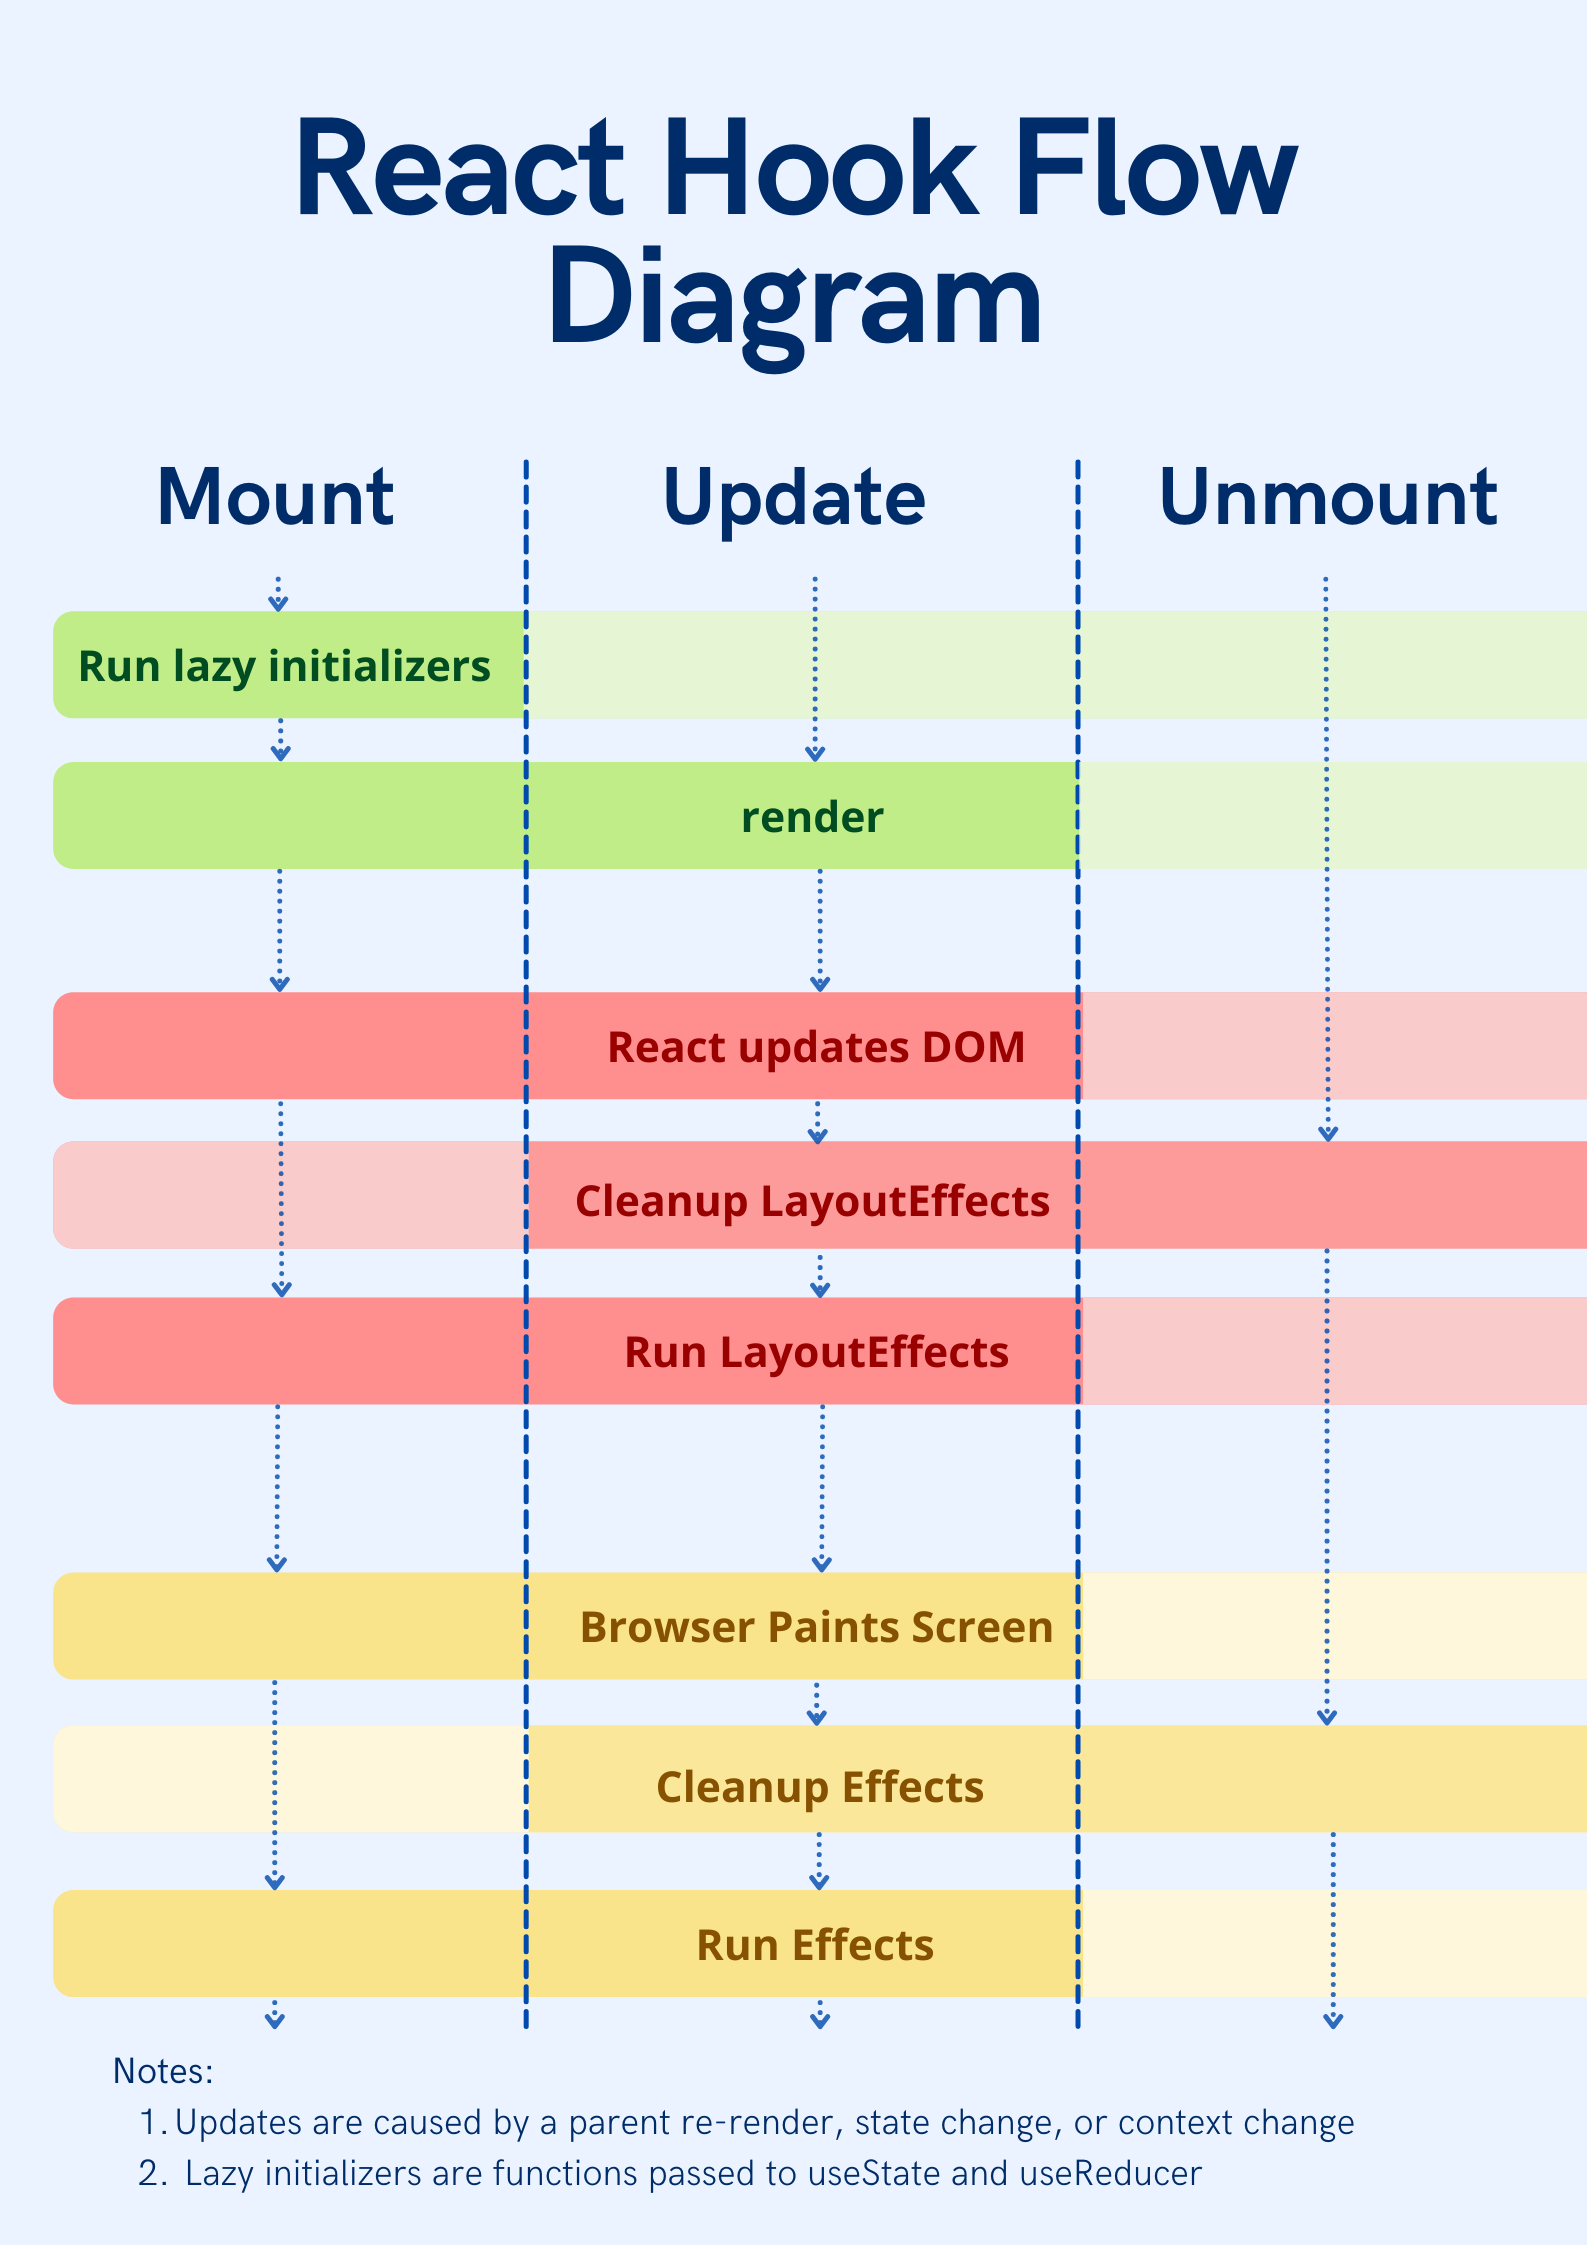 React Hook Flow
Diagram
Mount
Update
Unmount
Run lazy initializers
render
React updates DOM
Cleanup LayoutEffects
Run LayoutEffects
Browser Paints Screen
Cleanup Effects
Run Effects
Notes:
1. Updates are caused by a parent re-render, state change, or context change
2. Lazy initializers are functions passed to useState and useReducer